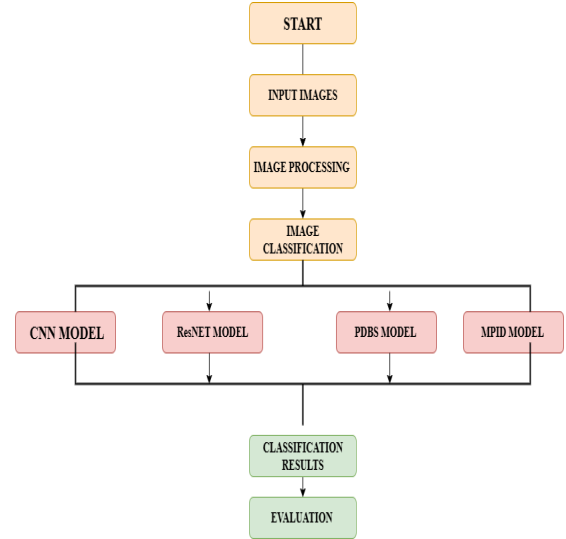 START
INPUT IMAGES
IMAGE PROCESSING
IMAGE
CLASSIFICATION
CNN MODEL
ResNET MODEL
PDBS MODEL
MPID MODEL
CLASSIFICATION
RESULTS
EVALUATION